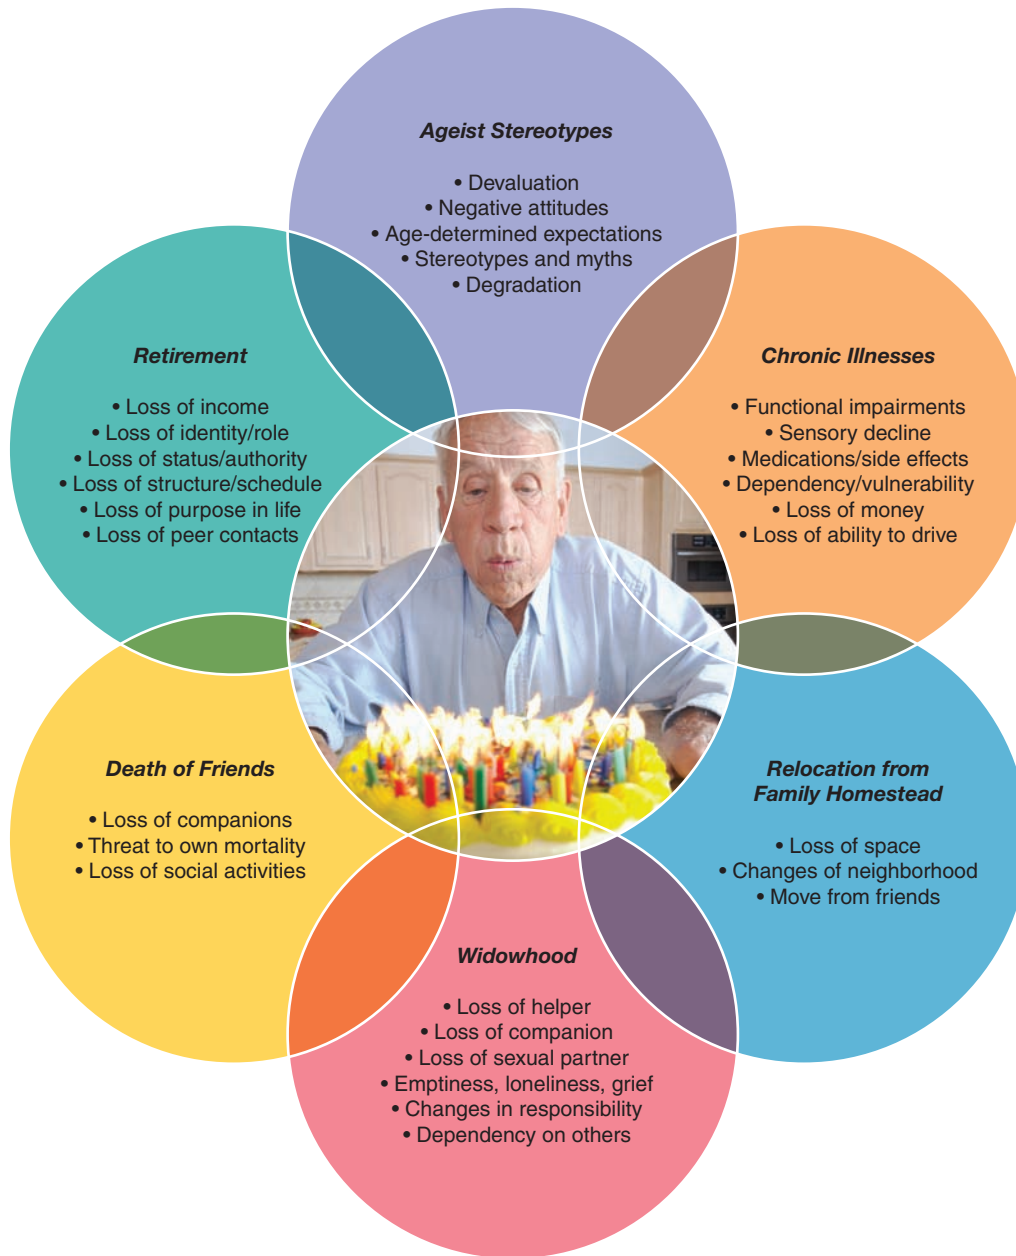 Ageist Stereotypes
• Devaluation
• Negative attitudes
• Age-determined expectations
• Stereotypes and myths
• Degradation
Retirement
• Loss of income
• Loss of identity/role
• Loss of status/authority
• Loss of structure/schedule
• Loss of purpose in life
• Loss of peer contacts
Chronic Illnesses
• Functional impairments
• Sensory decline
• Medications/side effects
• Dependency/vulnerability
• Loss of money
• Loss of ability to drive
Death of Friends
• Loss of companions
• Threat to own mortality
• Loss of social activities
Relocation from
Family Homestead
• Loss of space
• Changes of neighborhood
• Move from friends
Widowhood
• Loss of helper
• Loss of companion
• Loss of sexual partner
• Emptiness, loneliness, grief
• Changes in responsibility
• Dependency on others